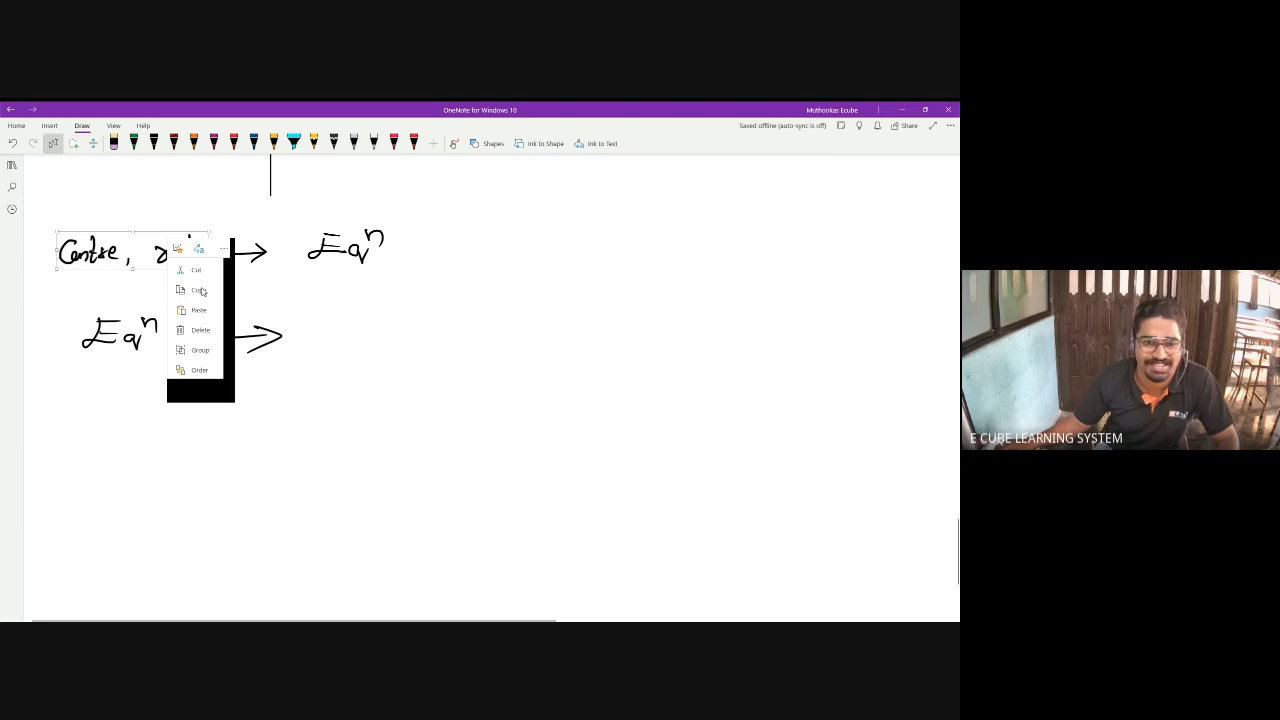 OneNote for Windows 10
Muthookas Ecube
Home Insert Draw View Help
Saved offline (auto-sync is off)
Share
Shapes Ink to Shape Ink to Text
Centre,
Eqⁿ
Cut
Copy
Paste
Delete
Group
Order
Eqⁿ
E CUBE LEARNING SYSTEM